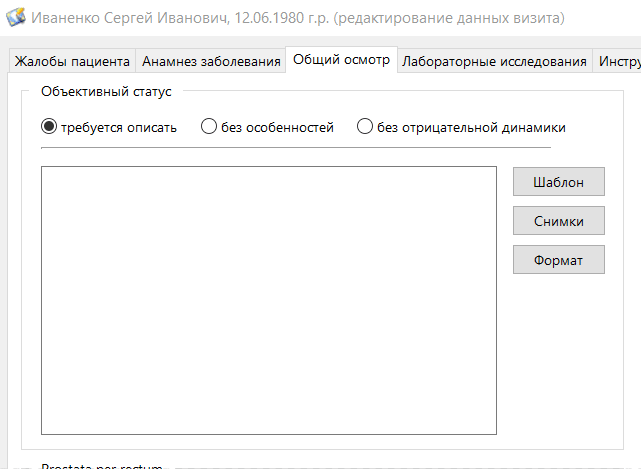 Иваненко Сергей Иванович, 12.06.1980 г.р. (редактирование данных визита)
Жалобы пациента Анамнез заболевания Общий осмотр Лабораторные исследования Инстру
Объективный статус
требуется описать без особенностей без отрицательной динамики
Шаблон
Снимки
Формат
Prostata per rectum